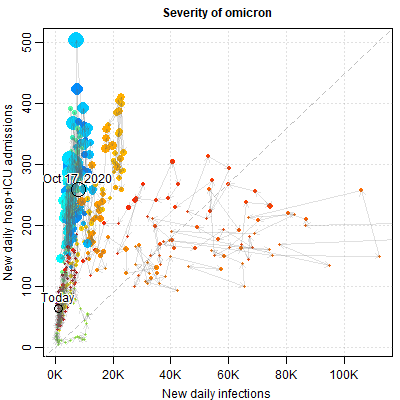 Severity of omicron
New daily hosp+ICU admissions
500
400
300
200
100
0
Oct 17, 2020
Today
0K
20K
40K
60K
80K
100K
New daily infections